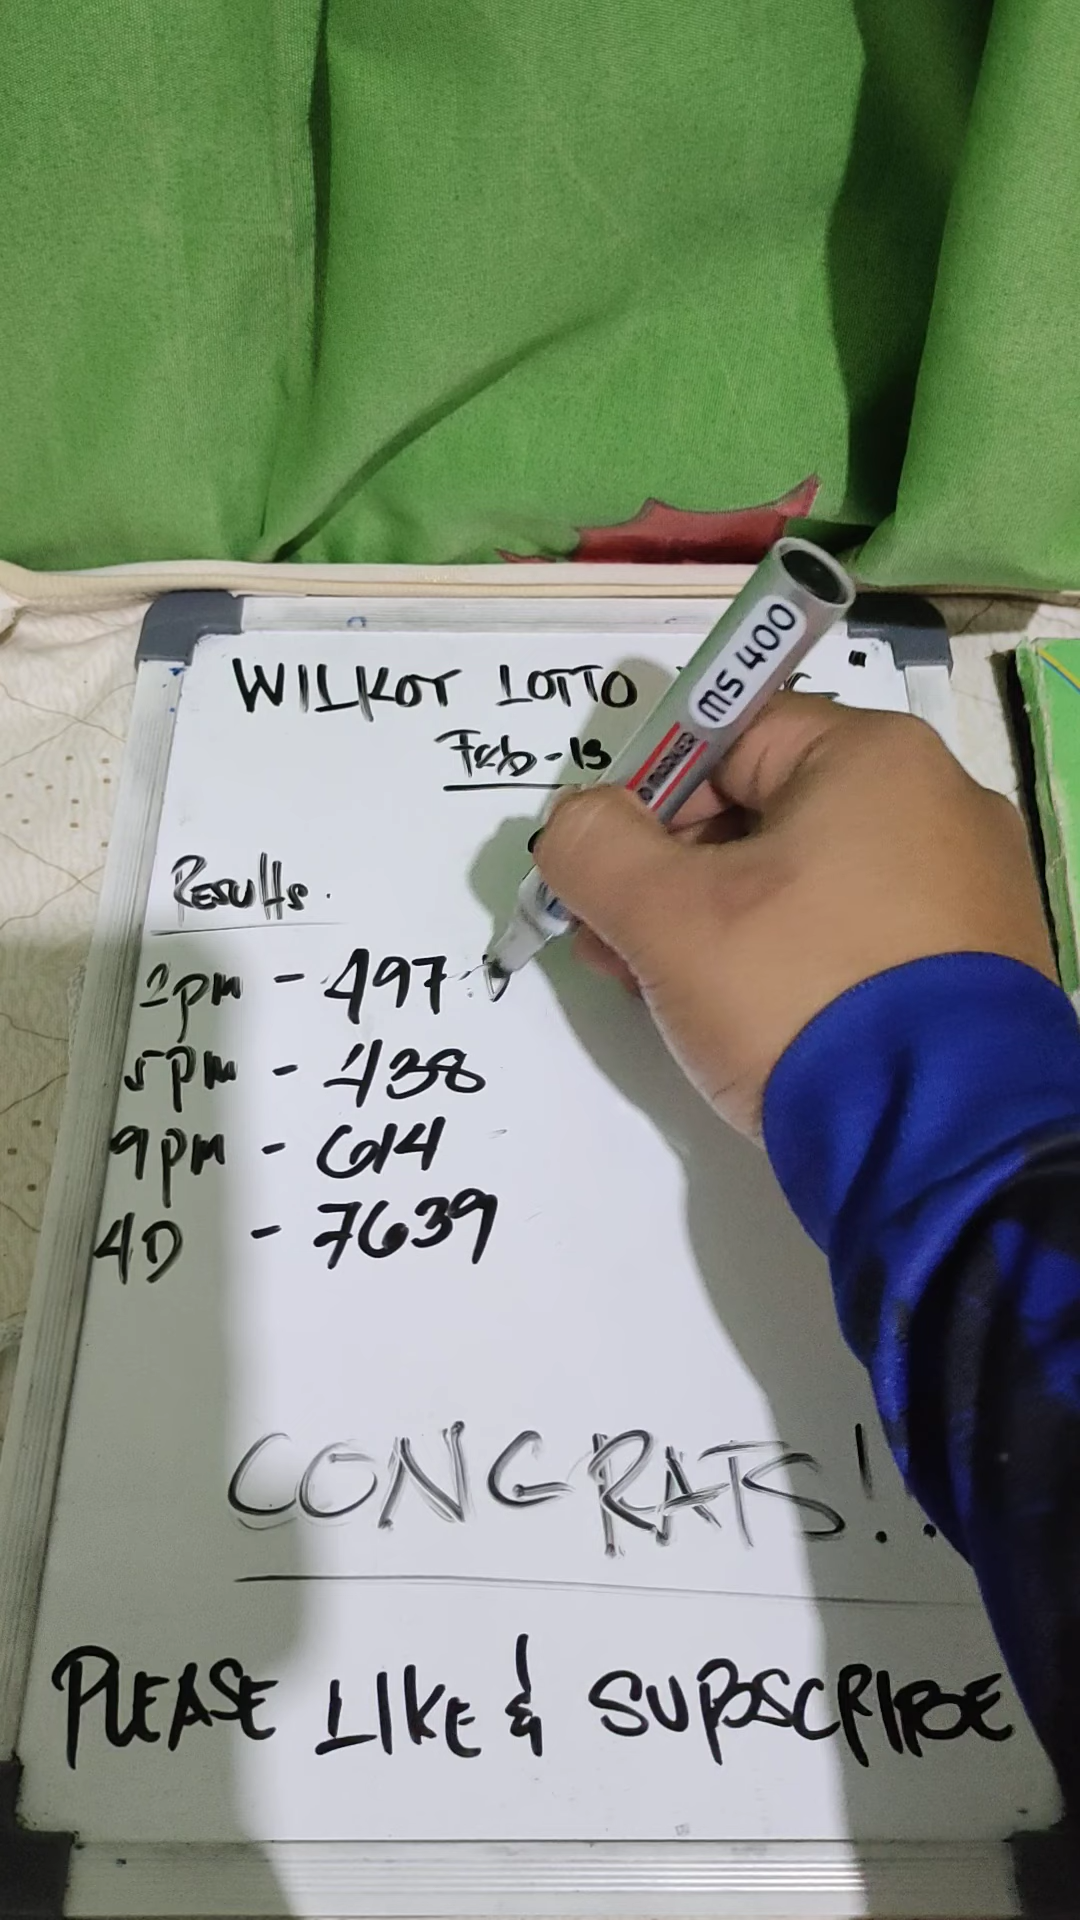 WILKOT LOTTO
Feb-13
MS 400
MARKER
Results.
2pm - 497
5pm - 438
9pm - 614
4D - 7639
CONGRATS!!
PLEASE LIKE & SUBSCRIBE